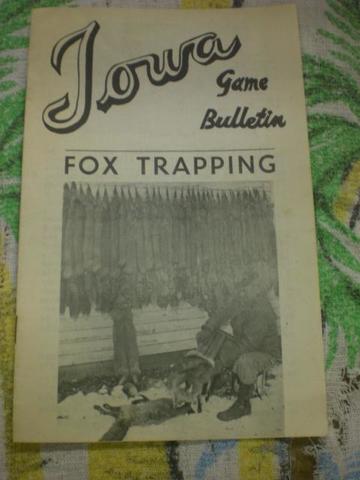 Iowa
Game
Bulletin
FOX TRAPPING